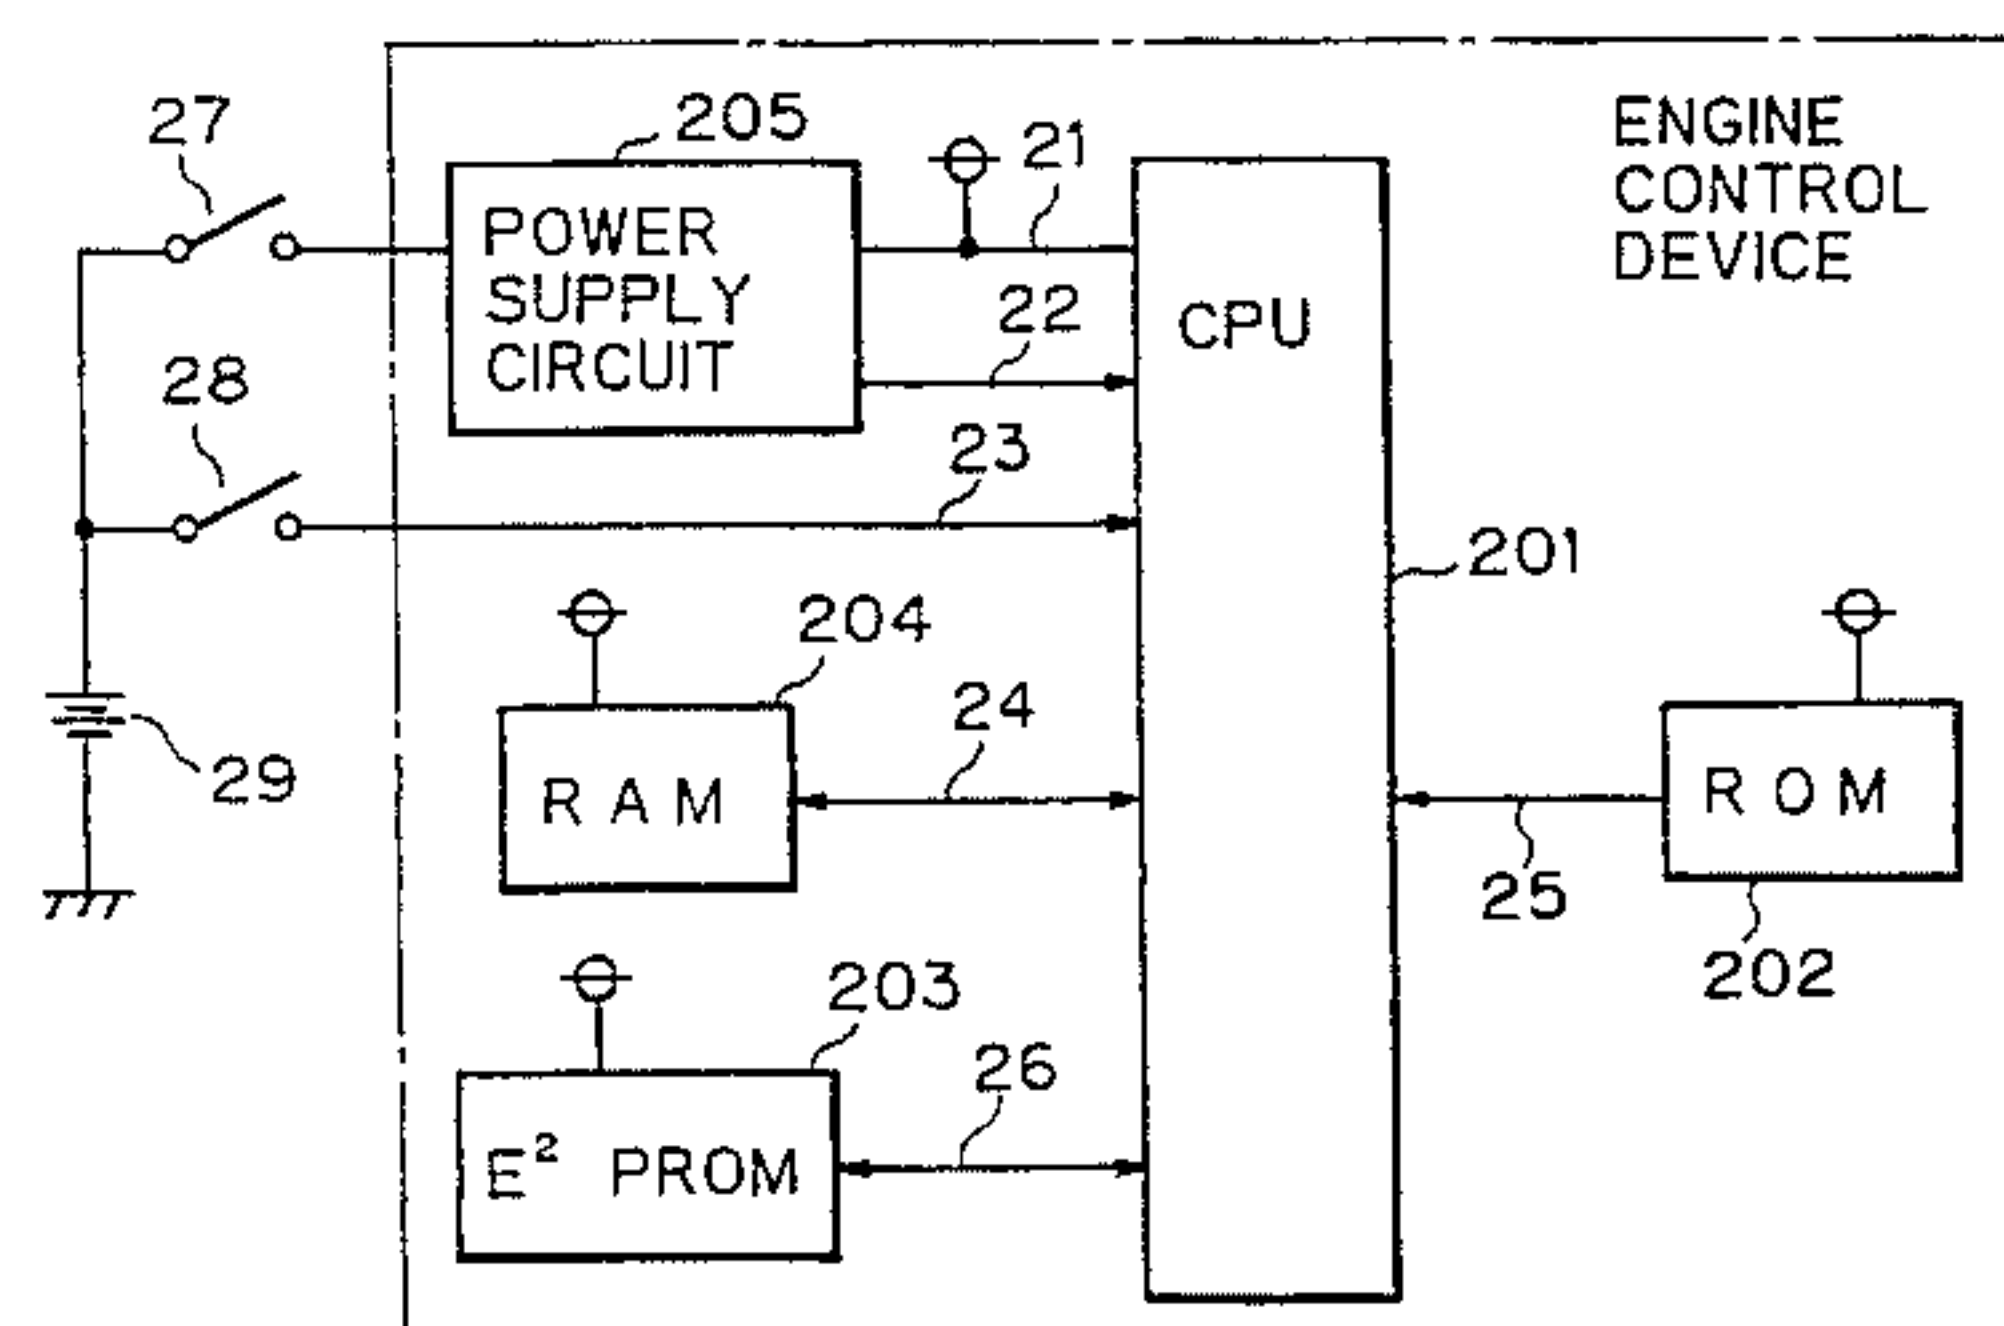 27
205
21
ENGINE
CONTROL
DEVICE
POWER
SUPPLY
CIRCUIT
22
CPU
28
23
201
204
24
RAM
29
ROM
25
202
203
26
E² PROM